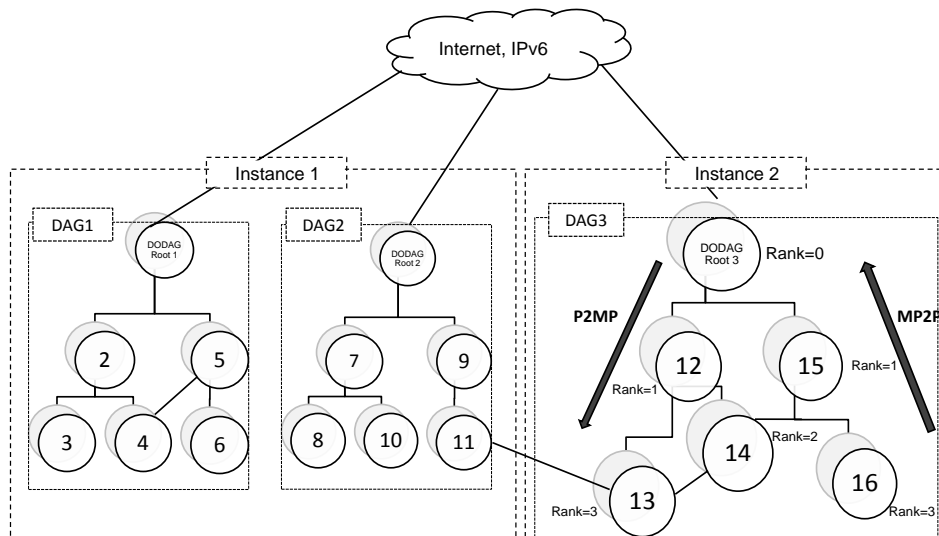 Internet, IPv6
Instance 1
Instance 2
DAG1
DAG2
DAG3
DODAG
Root 1
DODAG
Root 2
DODAG
Root 3
Rank=0
P2MP
MP2P
2
5
7
9
12
15
Rank=1
Rank=1
3
4
6
8
10
11
14
Rank=2
13
16
Rank=3
Rank=3